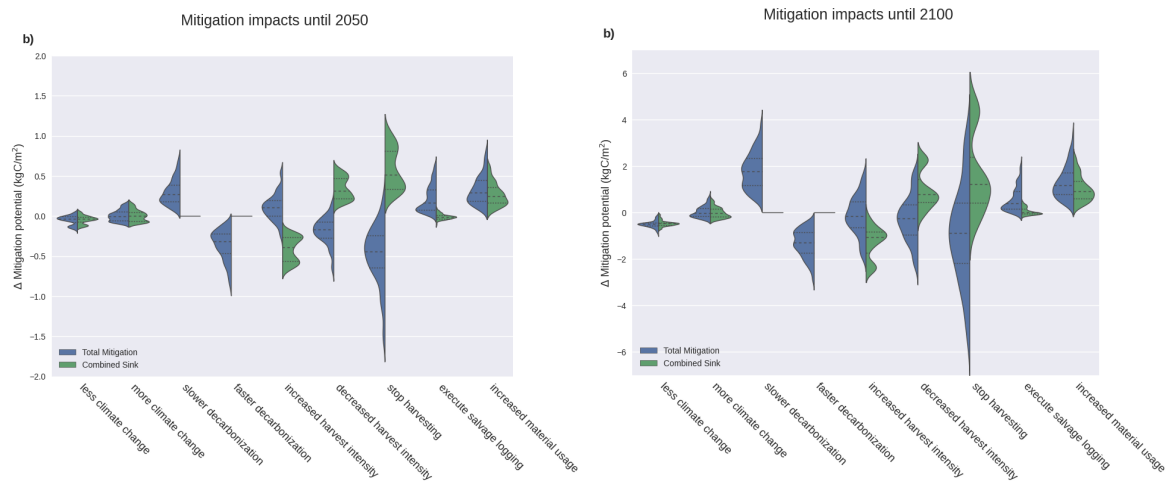 Mitigation impacts until 2050
b)
Δ Mitigation potential (kgC/m²)
2.0
1.5
1.0
0.5
0.0
−0.5
−1.0
−1.5
−2.0
Total Mitigation
Combined Sink
less climate change
more climate change
slower decarbonization
faster decarbonization
increased harvest intensity
decreased harvest intensity
stop harvesting
execute salvage logging
increased material usage
Mitigation impacts until 2100
b)
Δ Mitigation potential (kgC/m²)
6
4
2
0
−2
−4
−6
Total Mitigation
Combined Sink
less climate change
more climate change
slower decarbonization
faster decarbonization
increased harvest intensity
decreased harvest intensity
stop harvesting
execute salvage logging
increased material usage